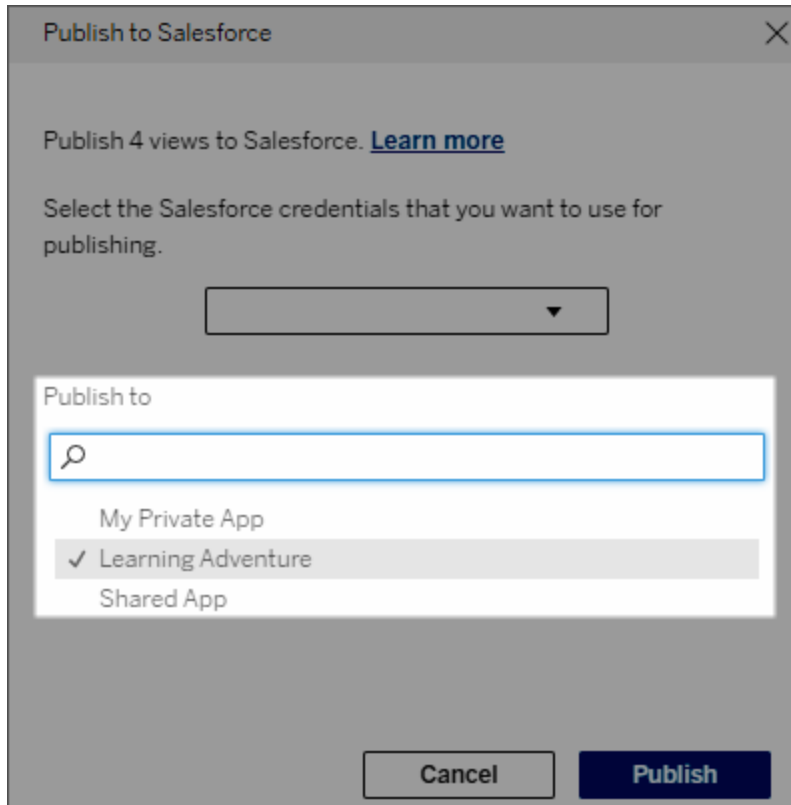 Publish to Salesforce
Publish 4 views to Salesforce. Learn more
Select the Salesforce credentials that you want to use for
publishing.
Publish to
My Private App
Learning Adventure
Shared App
Cancel
Publish